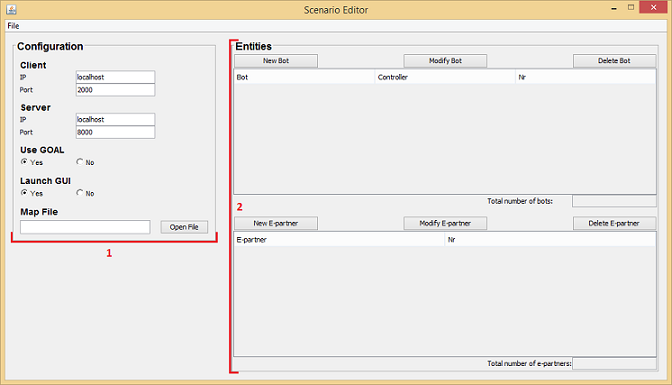 Scenario Editor
File
Configuration
Client
IP localhost
Port 2000
Server
IP localhost
Port 8000
Use GOAL
Yes No
Launch GUI
Yes No
Map File
Open File
1
Entities
New Bot Modify Bot Delete Bot
Bot Controller Nr
Total number of bots:
2
New E-partner Modify E-partner Delete E-partner
E-partner Nr
Total number of e-partners: